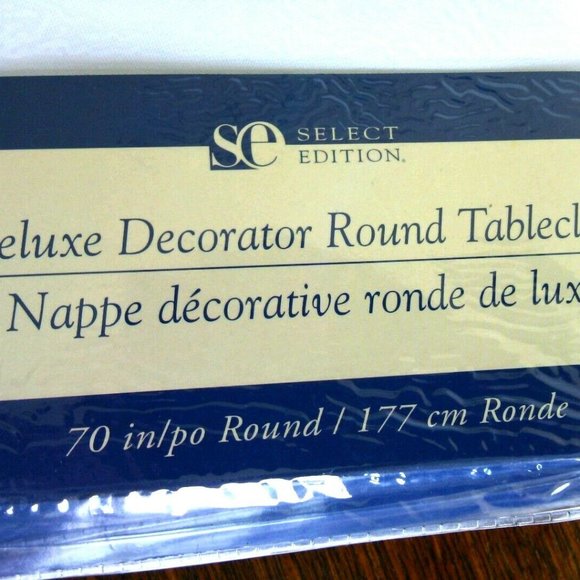 se SELECT
EDITION®
eluxe Decorator Round Tablecl
Nappe décorative ronde de lux
70 in/po Round / 177 cm Ronde